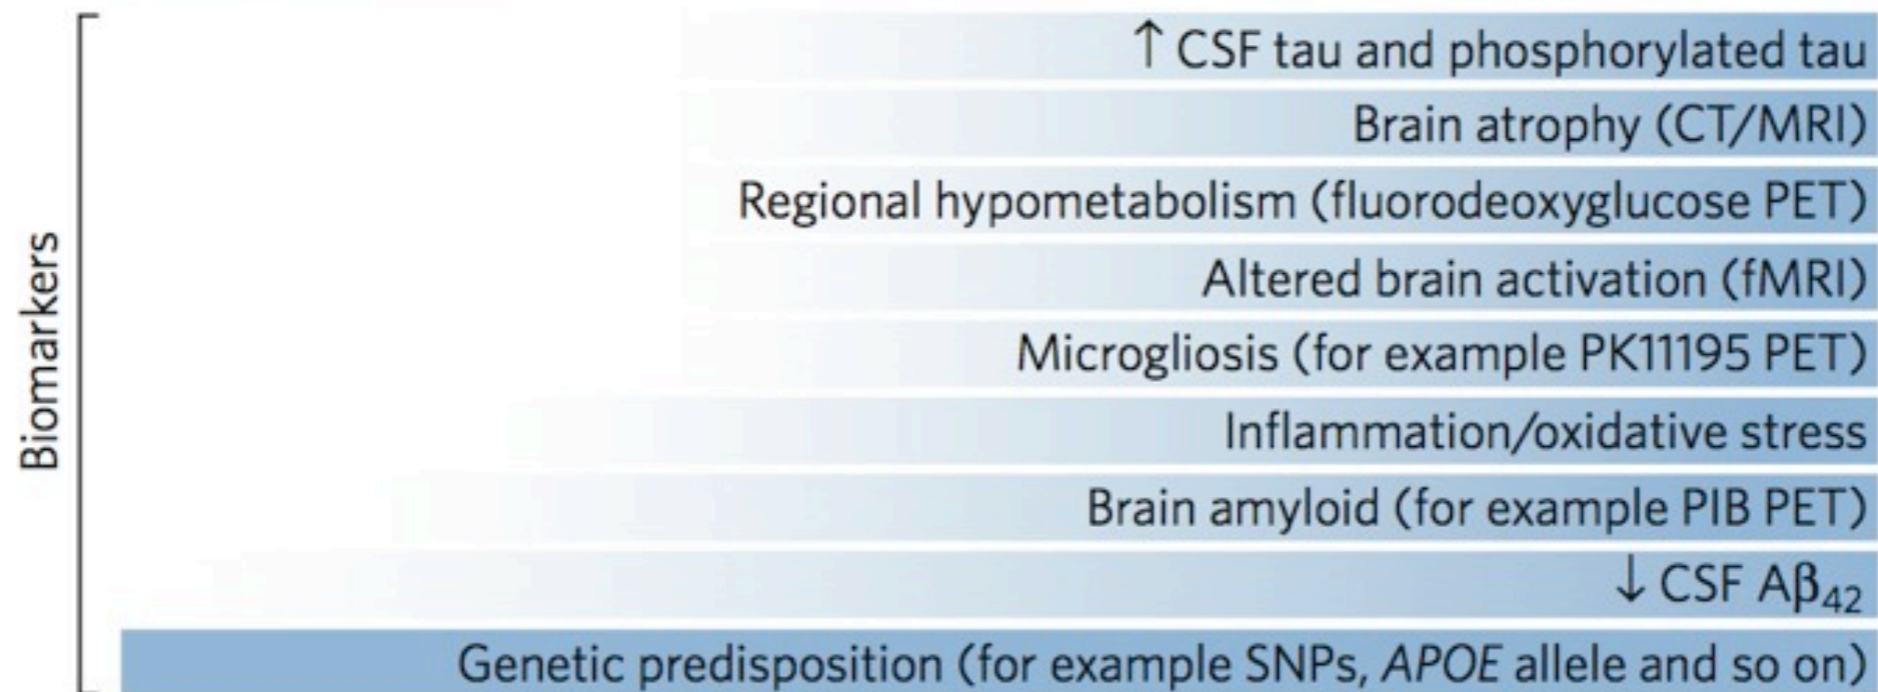 Biomarkers
↑ CSF tau and phosphorylated tau
Brain atrophy (CT/MRI)
Regional hypometabolism (fluorodeoxyglucose PET)
Altered brain activation (fMRI)
Microgliosis (for example PK11195 PET)
Inflammation/oxidative stress
Brain amyloid (for example PIB PET)
↓ CSF Aβ₄₂
Genetic predisposition (for example SNPs, APOE allele and so on)